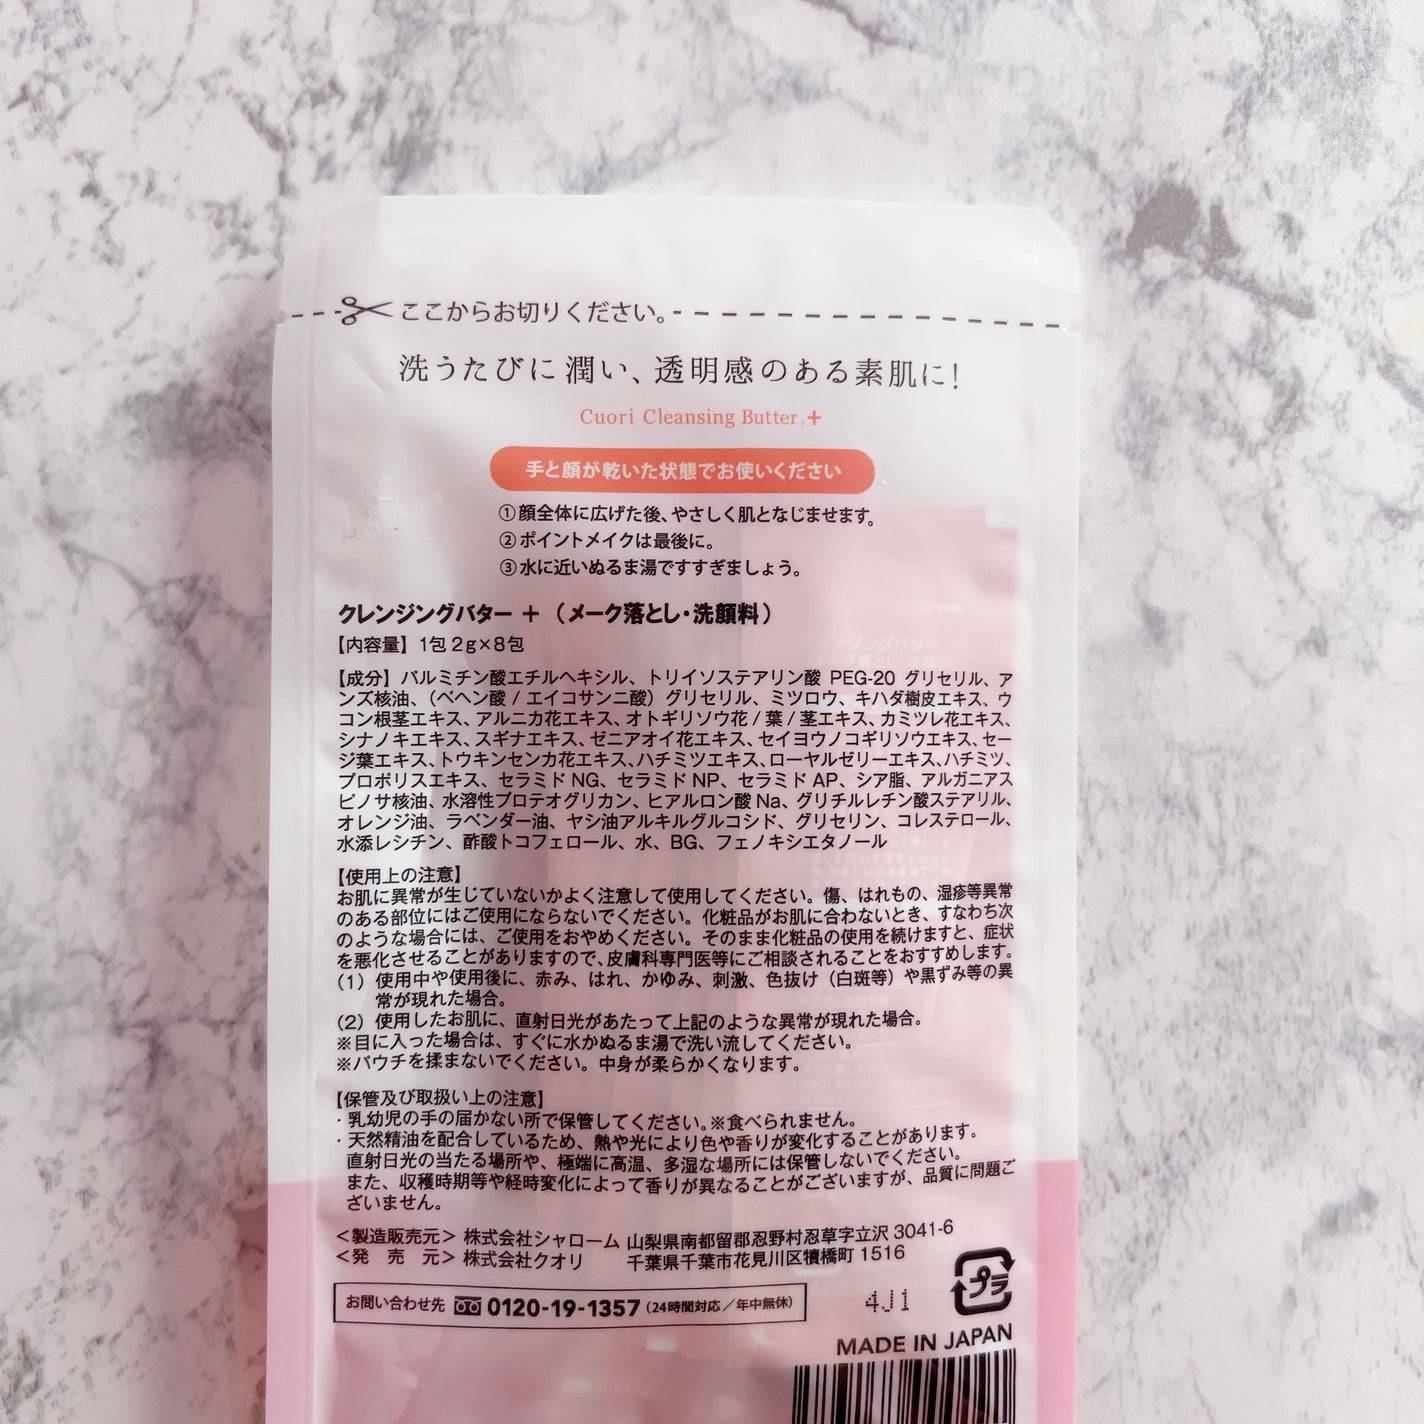 ここからお切りください。
洗うたびに潤い、透明感のある素肌に!
Cuori Cleansing Butter +
手と顔が乾いた状態でお使いください
①顔全体に広げた後、やさしく肌となじませます。
②ポイントメイクは最後に。
③水に近いぬるま湯ですすぎましょう。
クレンジングバター ＋ （メーク落とし・洗顔料）
【内容量】1包2g×8包
【成分】パルミチン酸エチルヘキシル、トリイソステアリン酸 PEG-20 グリセリル、ア
ンズ核油、（ベヘン酸 / エイコサン二酸）グリセリル、ミツロウ、キハダ樹皮エキス、ウ
コン根茎エキス、アルニカ花エキス、オトギリソウ花 / 葉 / 茎エキス、カミツレ花エキス、
シナノキエキス、スギナエキス、ゼニアオイ花エキス、セイヨウノコギリソウエキス、セー
ジ葉エキス、トウキンセンカ花エキス、ハチミツエキス、ローヤルゼリーエキス、ハチミツ、
プロポリスエキス、セラミド NG、セラミド NP、セラミド AP、シア脂、アルガニアス
ピノサ核油、水溶性プロテオグリカン、ヒアルロン酸 Na、グリチルレチン酸ステアリル、
オレンジ油、ラベンダー油、ヤシ油アルキルグルコシド、グリセリン、コレステロール、
水添レシチン、酢酸トコフェロール、水、BG、フェノキシエタノール
【使用上の注意】
お肌に異常が生じていないかよく注意して使用してください。傷、はれもの、湿疹等異常
のある部位にはご使用にならないでください。化粧品がお肌に合わないとき、すなわち次
のような場合には、ご使用をおやめください。そのまま化粧品の使用を続けますと、症状
を悪化させることがありますので、皮膚科専門医等にご相談されることをおすすめします。
（1）使用中や使用後に、赤み、はれ、かゆみ、刺激、色抜け（白斑等）や黒ずみ等の異
常が現れた場合。
（2）使用したお肌に、直射日光があたって上記のような異常が現れた場合。
※目に入った場合は、すぐに水かぬるま湯で洗い流してください。
※パウチを揉まないでください。中身が柔らかくなります。
【保管及び取扱い上の注意】
・乳幼児の手の届かない所で保管してください。※食べられません。
・天然精油を配合しているため、熱や光により色や香りが変化することがあります。
直射日光の当たる場所や、極端に高温、多湿な場所には保管しないでください。
また、収穫時期等や経時変化によって香りが異なることがございますが、品質に問題ご
ざいません。
＜製造販売元＞ 株式会社シャローム 山梨県南都留郡忍野村忍草字立沢 3041-6
＜発　売　元＞ 株式会社クオリ 千葉県千葉市花見川区犢橋町 1516
お問い合わせ先 0120-19-1357（24時間対応／年中無休）
4J1
プラ
MADE IN JAPAN